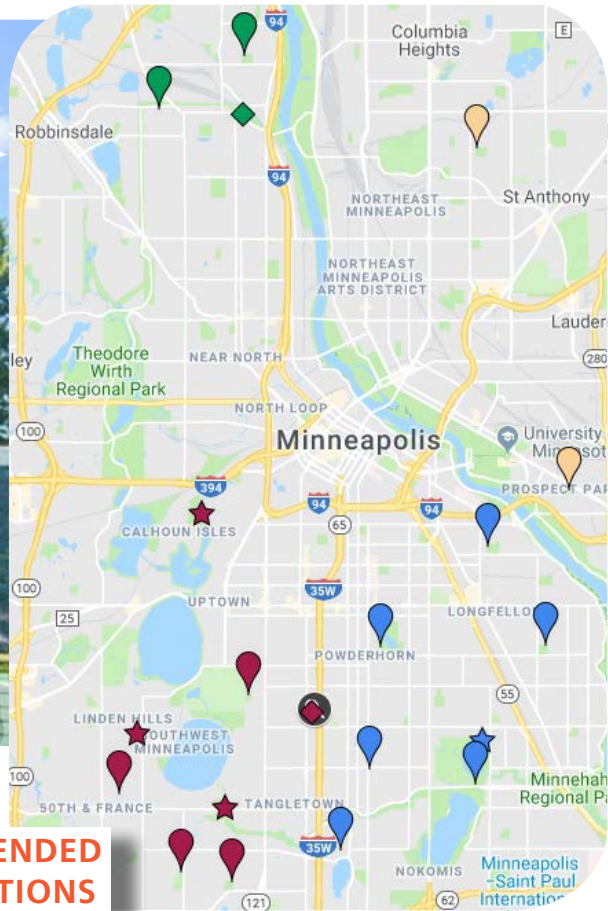 94
Columbia
Heights
E
Robbinsdale
94
St Anthony
NORTHEAST
MINNEAPOLIS
NORTHEAST
MINNEAPOLIS
ARTS DISTRICT
Lauder
ley
Theodore
Wirth
Regional Park
NEAR NORTH
280
NORTH LOOP
100
Minneapolis
University
Minnesot
394
PROSPECT PAR
94
94
65
CALHOUN ISLES
100
35W
UPTOWN
25
LONGFELLO
POWDERHORN
55
LINDEN HILLS
SOUTHWEST
MINNEAPOLIS
100
Minnehah
Regional Pa
50TH & FRANCE
TANGLETOWN
35W
ENDED
TIONS
NOKOMIS
Minneapolis
-Saint Paul
Internation
121
62